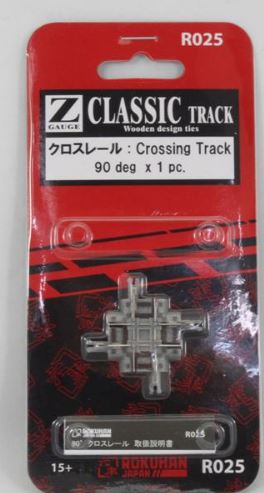 R025
Z GAUGE
CLASSIC TRACK
Wooden design ties
クロスレール : Crossing Track
90 deg x 1 pc.
ROKUHAN
R025
90° クロスレール 取扱説明書
15+
ROKUHAN
JAPAN
R025